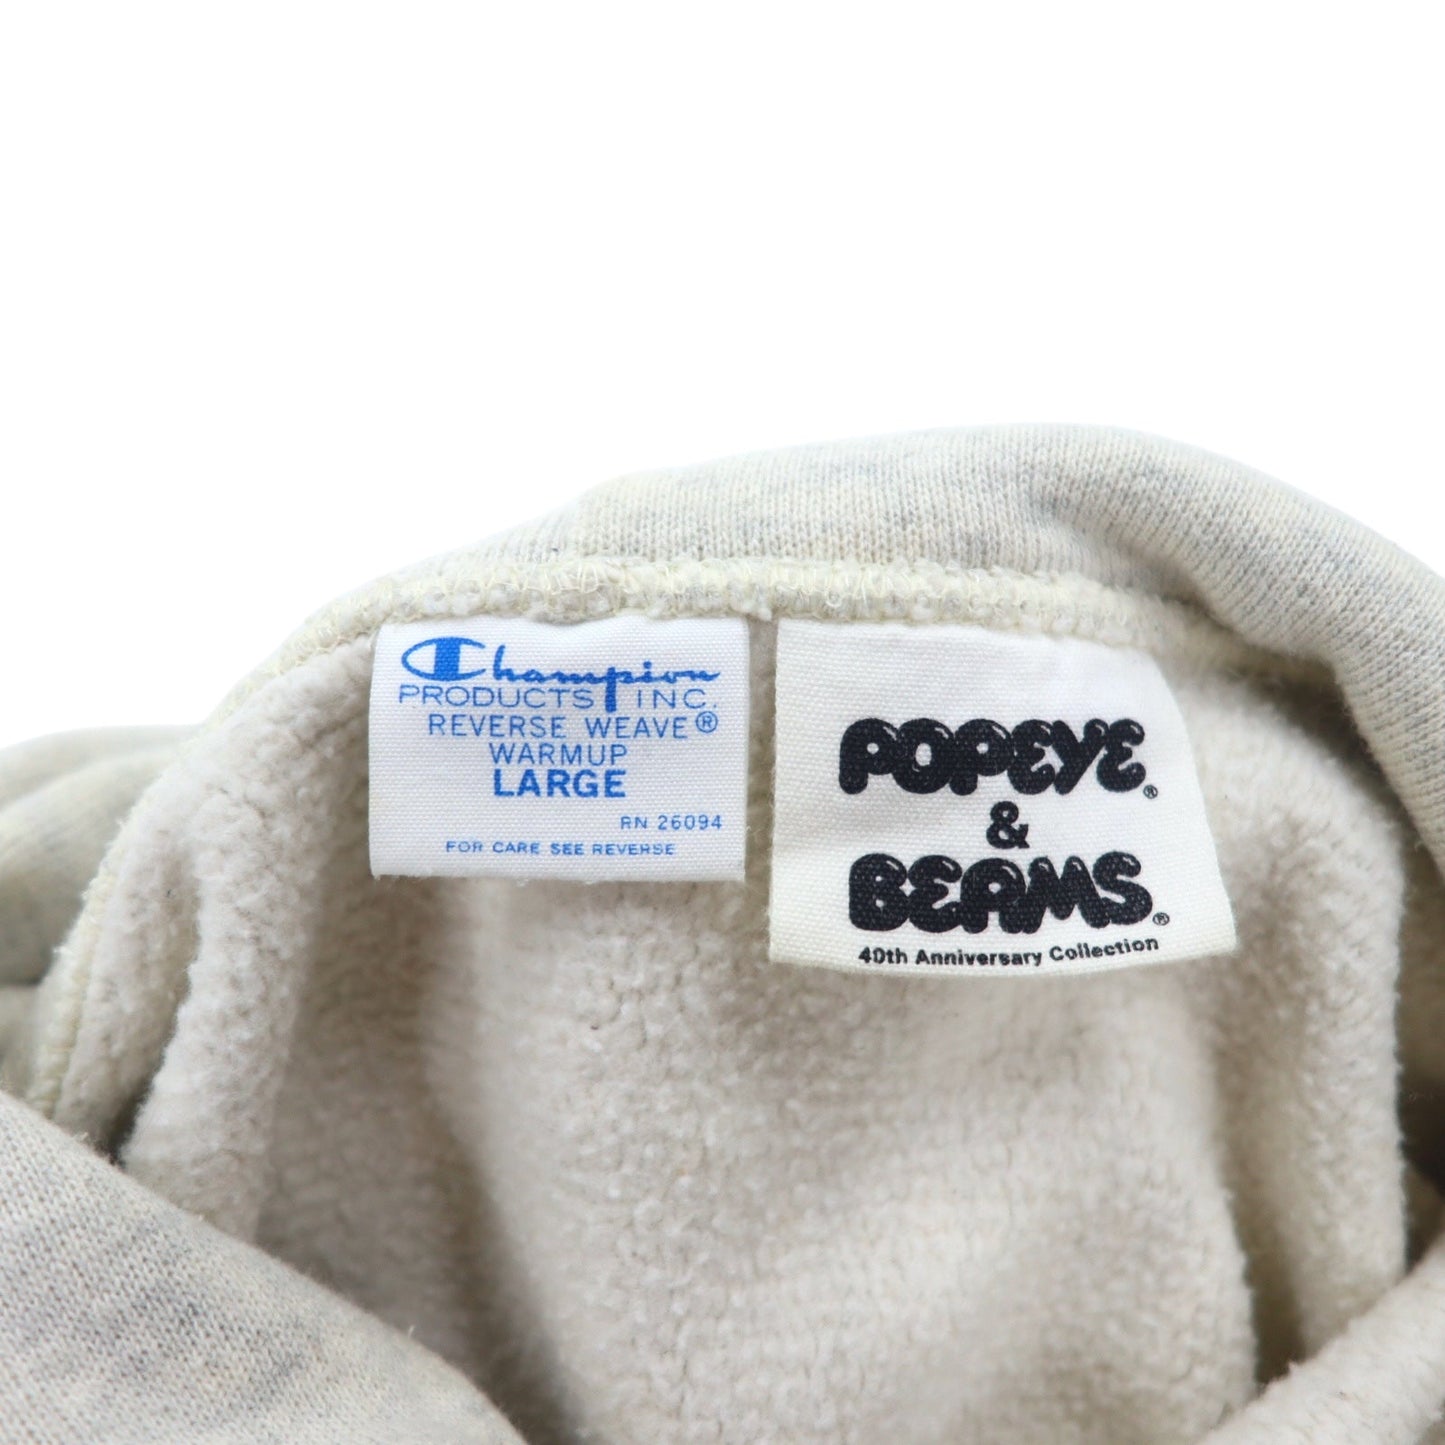 Champion
PRODUCTS INC.
REVERSE WEAVE®
WARMUP
LARGE
RN 26094
FOR CARE SEE REVERSE
POPEYE®
&
BEAMS®
40th Anniversary Collection